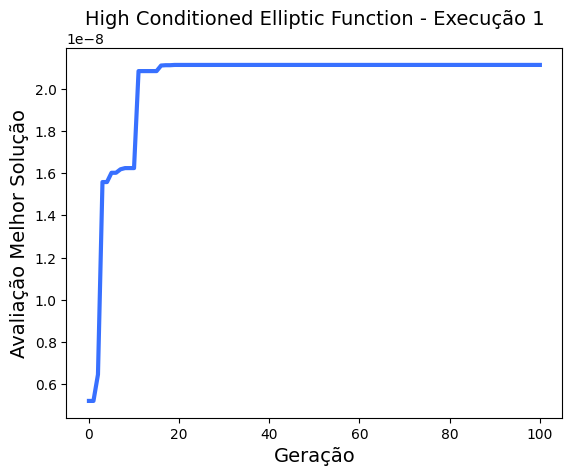 High Conditioned Elliptic Function - Execução 1
1e−8
2.0
1.8
1.6
1.4
1.2
1.0
0.8
0.6
Avaliação Melhor Solução
0 20 40 60 80 100
Geração